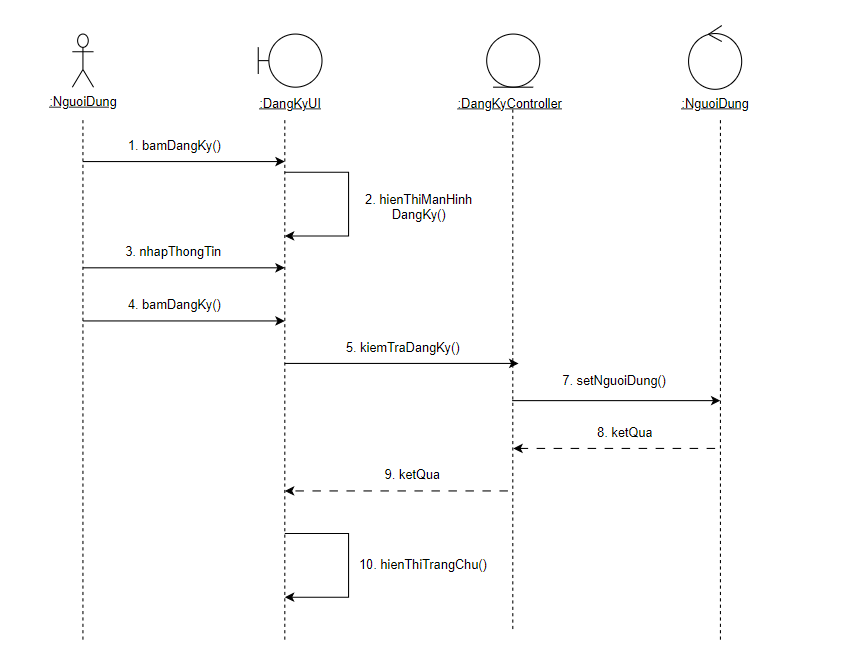 :NguoiDung
:DangKyUI
:DangKyController
:NguoiDung
1. bamDangKy()
2. hienThiManHinh
DangKy()
3. nhapThongTin
4. bamDangKy()
5. kiemTraDangKy()
7. setNguoiDung()
8. ketQua
9. ketQua
10. hienThiTrangChu()